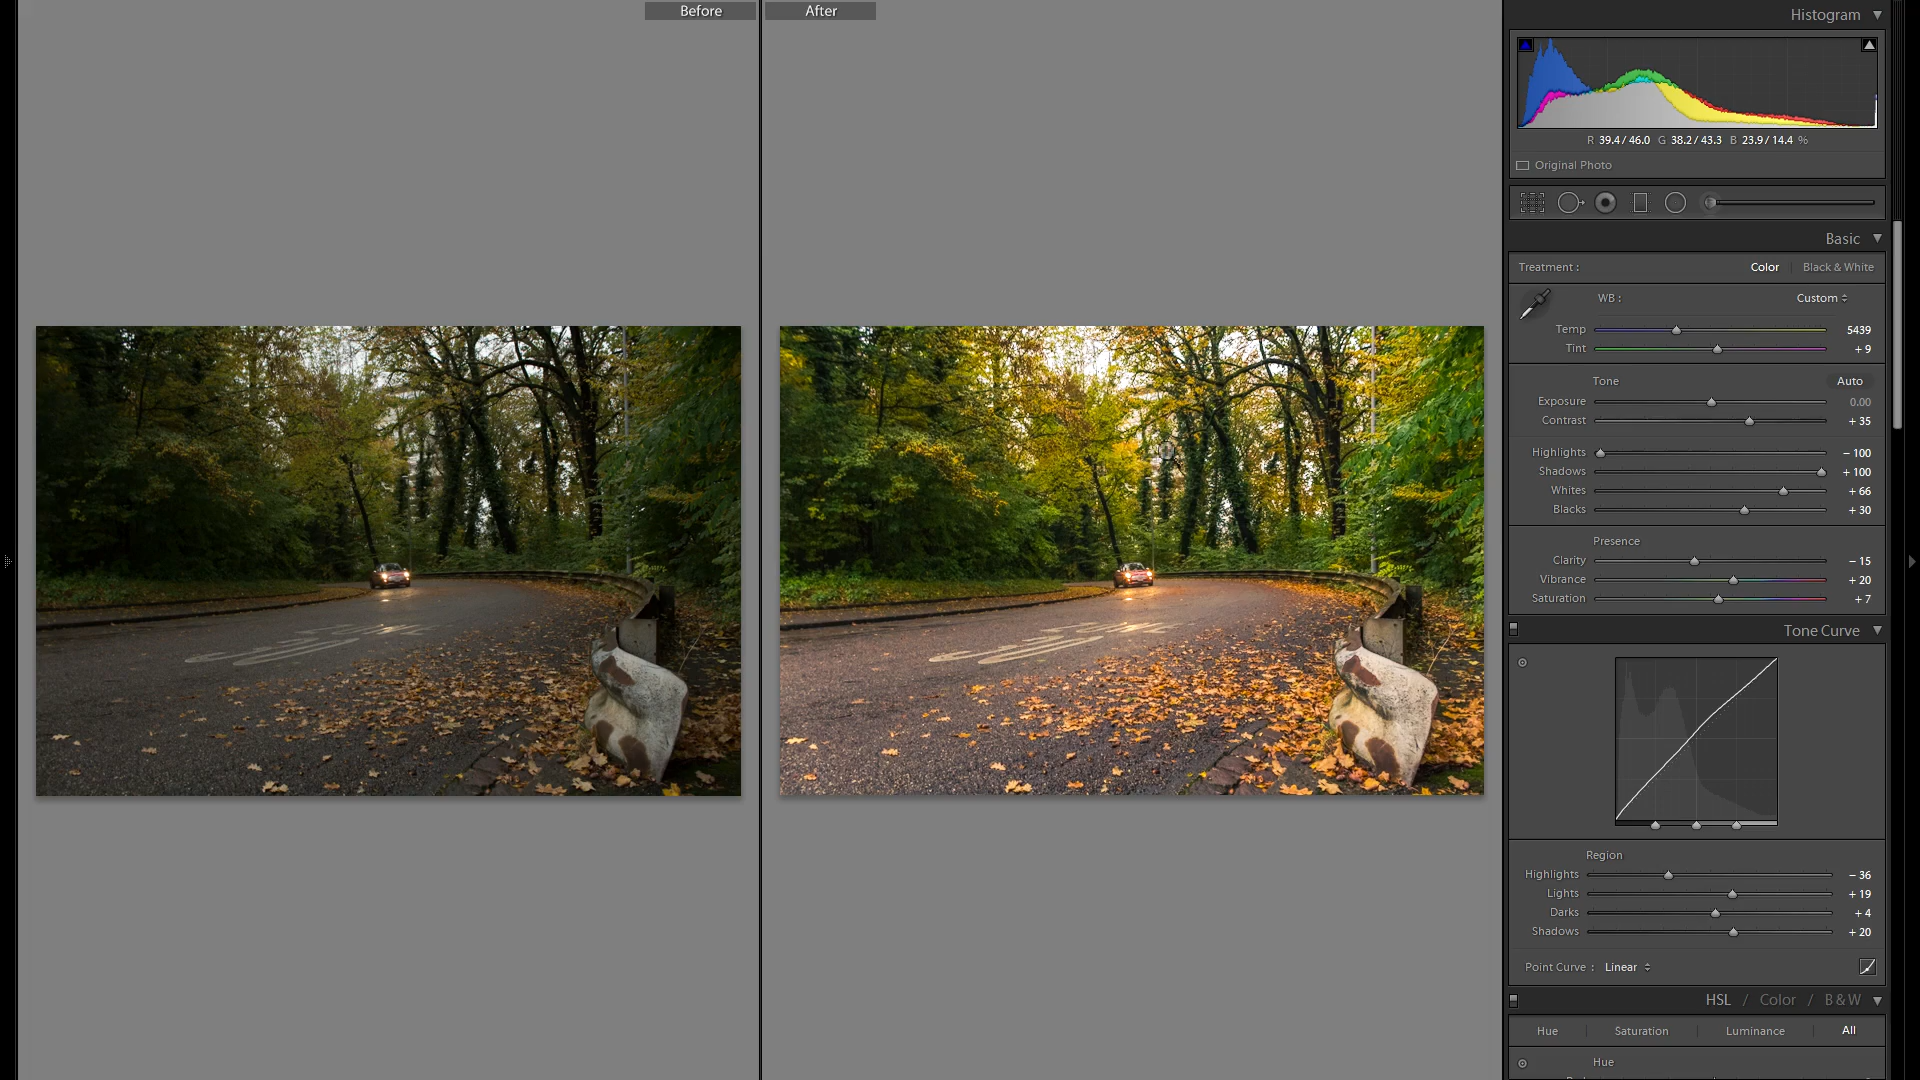 Before
After
Histogram
R 39.4 / 46.0 G 38.2 / 43.3 B 23.9 / 14.4 %
Original Photo
Basic
Treatment : Color Black & White
WB : Custom
Temp 5439
Tint + 9
Tone Auto
Exposure 0.00
Contrast + 35
Highlights − 100
Shadows + 100
Whites + 66
Blacks + 30
Presence
Clarity − 15
Vibrance + 20
Saturation + 7
Tone Curve
Region
Highlights − 36
Lights + 19
Darks + 4
Shadows + 20
Point Curve : Linear
HSL / Color / B & W
Hue Saturation Luminance All
Hue